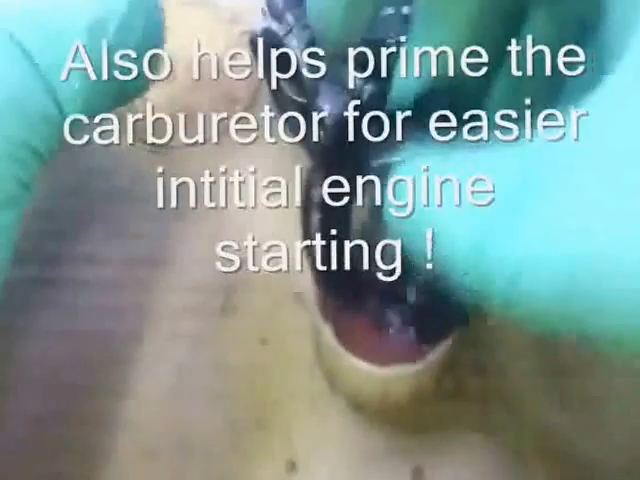 Also helps prime the
carburetor for easier
intitial engine
starting !